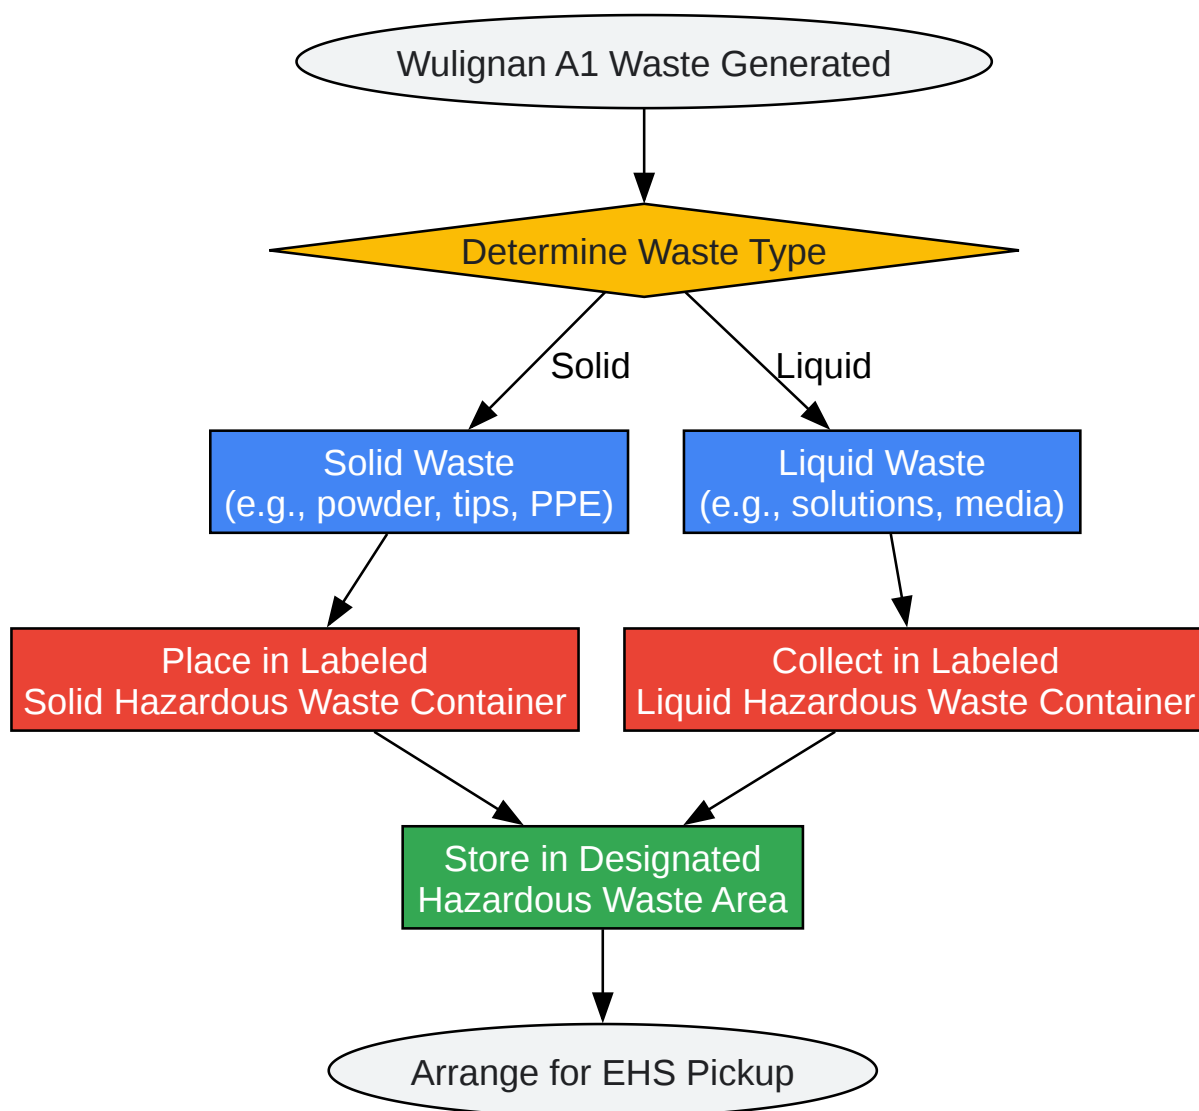 Wulignan A1 Waste Generated
Determine Waste Type
Solid
Liquid
Solid Waste
(e.g., powder, tips, PPE)
Liquid Waste
(e.g., solutions, media)
Place in Labeled
Solid Hazardous Waste Container
Collect in Labeled
Liquid Hazardous Waste Container
Store in Designated
Hazardous Waste Area
Arrange for EHS Pickup